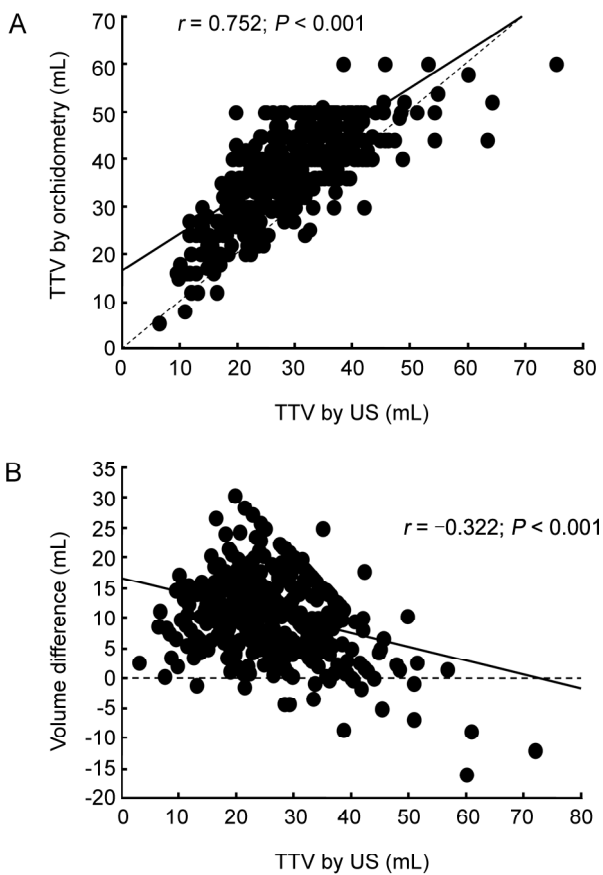 A
r = 0.752; P < 0.001
TTV by orchidometry (mL)
70
60
50
40
30
20
10
0
0 10 20 30 40 50 60 70 80
TTV by US (mL)
B
r = −0.322; P < 0.001
Volume difference (mL)
35
30
25
20
15
10
5
0
-5
-10
-15
-20
0 10 20 30 40 50 60 70 80
TTV by US (mL)